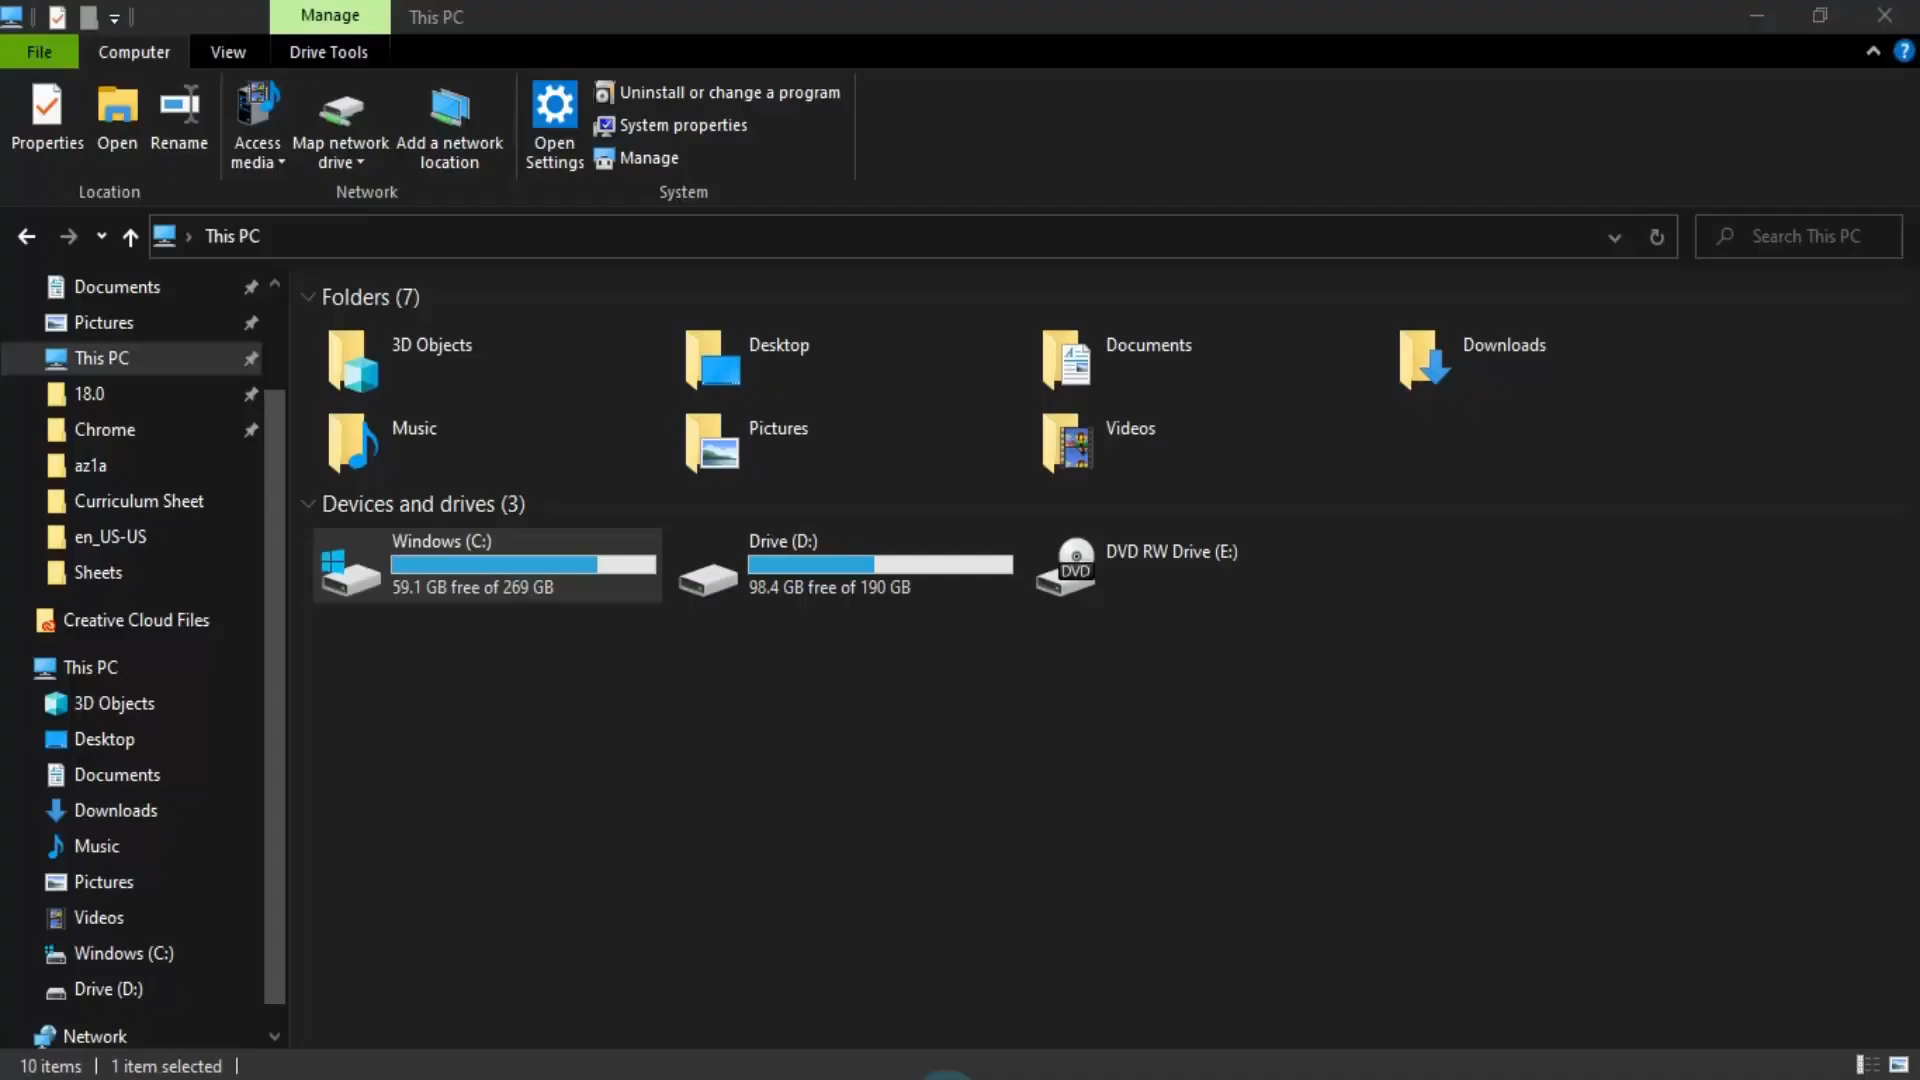 Manage
This PC
File
Computer
View
Drive Tools
Properties
Open
Rename
Access
media
Map network
drive
Add a network
location
Open
Settings
Uninstall or change a program
System properties
Manage
Location
Network
System
This PC
Search This PC
Documents
Pictures
This PC
18.0
Chrome
az1a
Curriculum Sheet
en_US-US
Sheets
Creative Cloud Files
This PC
3D Objects
Desktop
Documents
Downloads
Music
Pictures
Videos
Windows (C:)
Drive (D:)
Network
Folders (7)
3D Objects
Desktop
Documents
Downloads
Music
Pictures
Videos
Devices and drives (3)
Windows (C:)
59.1 GB free of 269 GB
Drive (D:)
98.4 GB free of 190 GB
DVD
DVD RW Drive (E:)
10 items
1 item selected